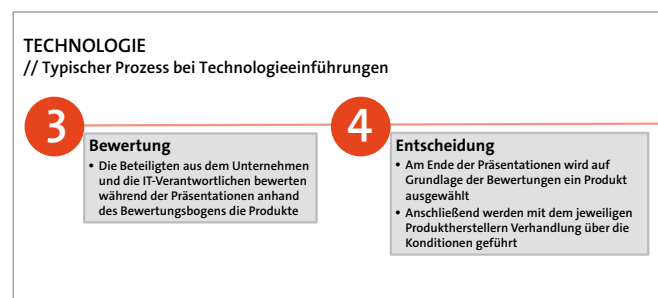 TECHNOLOGIE
// Typischer Prozess bei Technologieeinführungen
3
Bewertung
• Die Beteiligten aus dem Unternehmen
und die IT-Verantwortlichen bewerten
während der Präsentationen anhand
des Bewertungsbogens die Produkte
4
Entscheidung
• Am Ende der Präsentationen wird auf
Grundlage der Bewertungen ein Produkt
ausgewählt
• Anschließend werden mit dem jeweiligen
Produktherstellern Verhandlung über die
Konditionen geführt